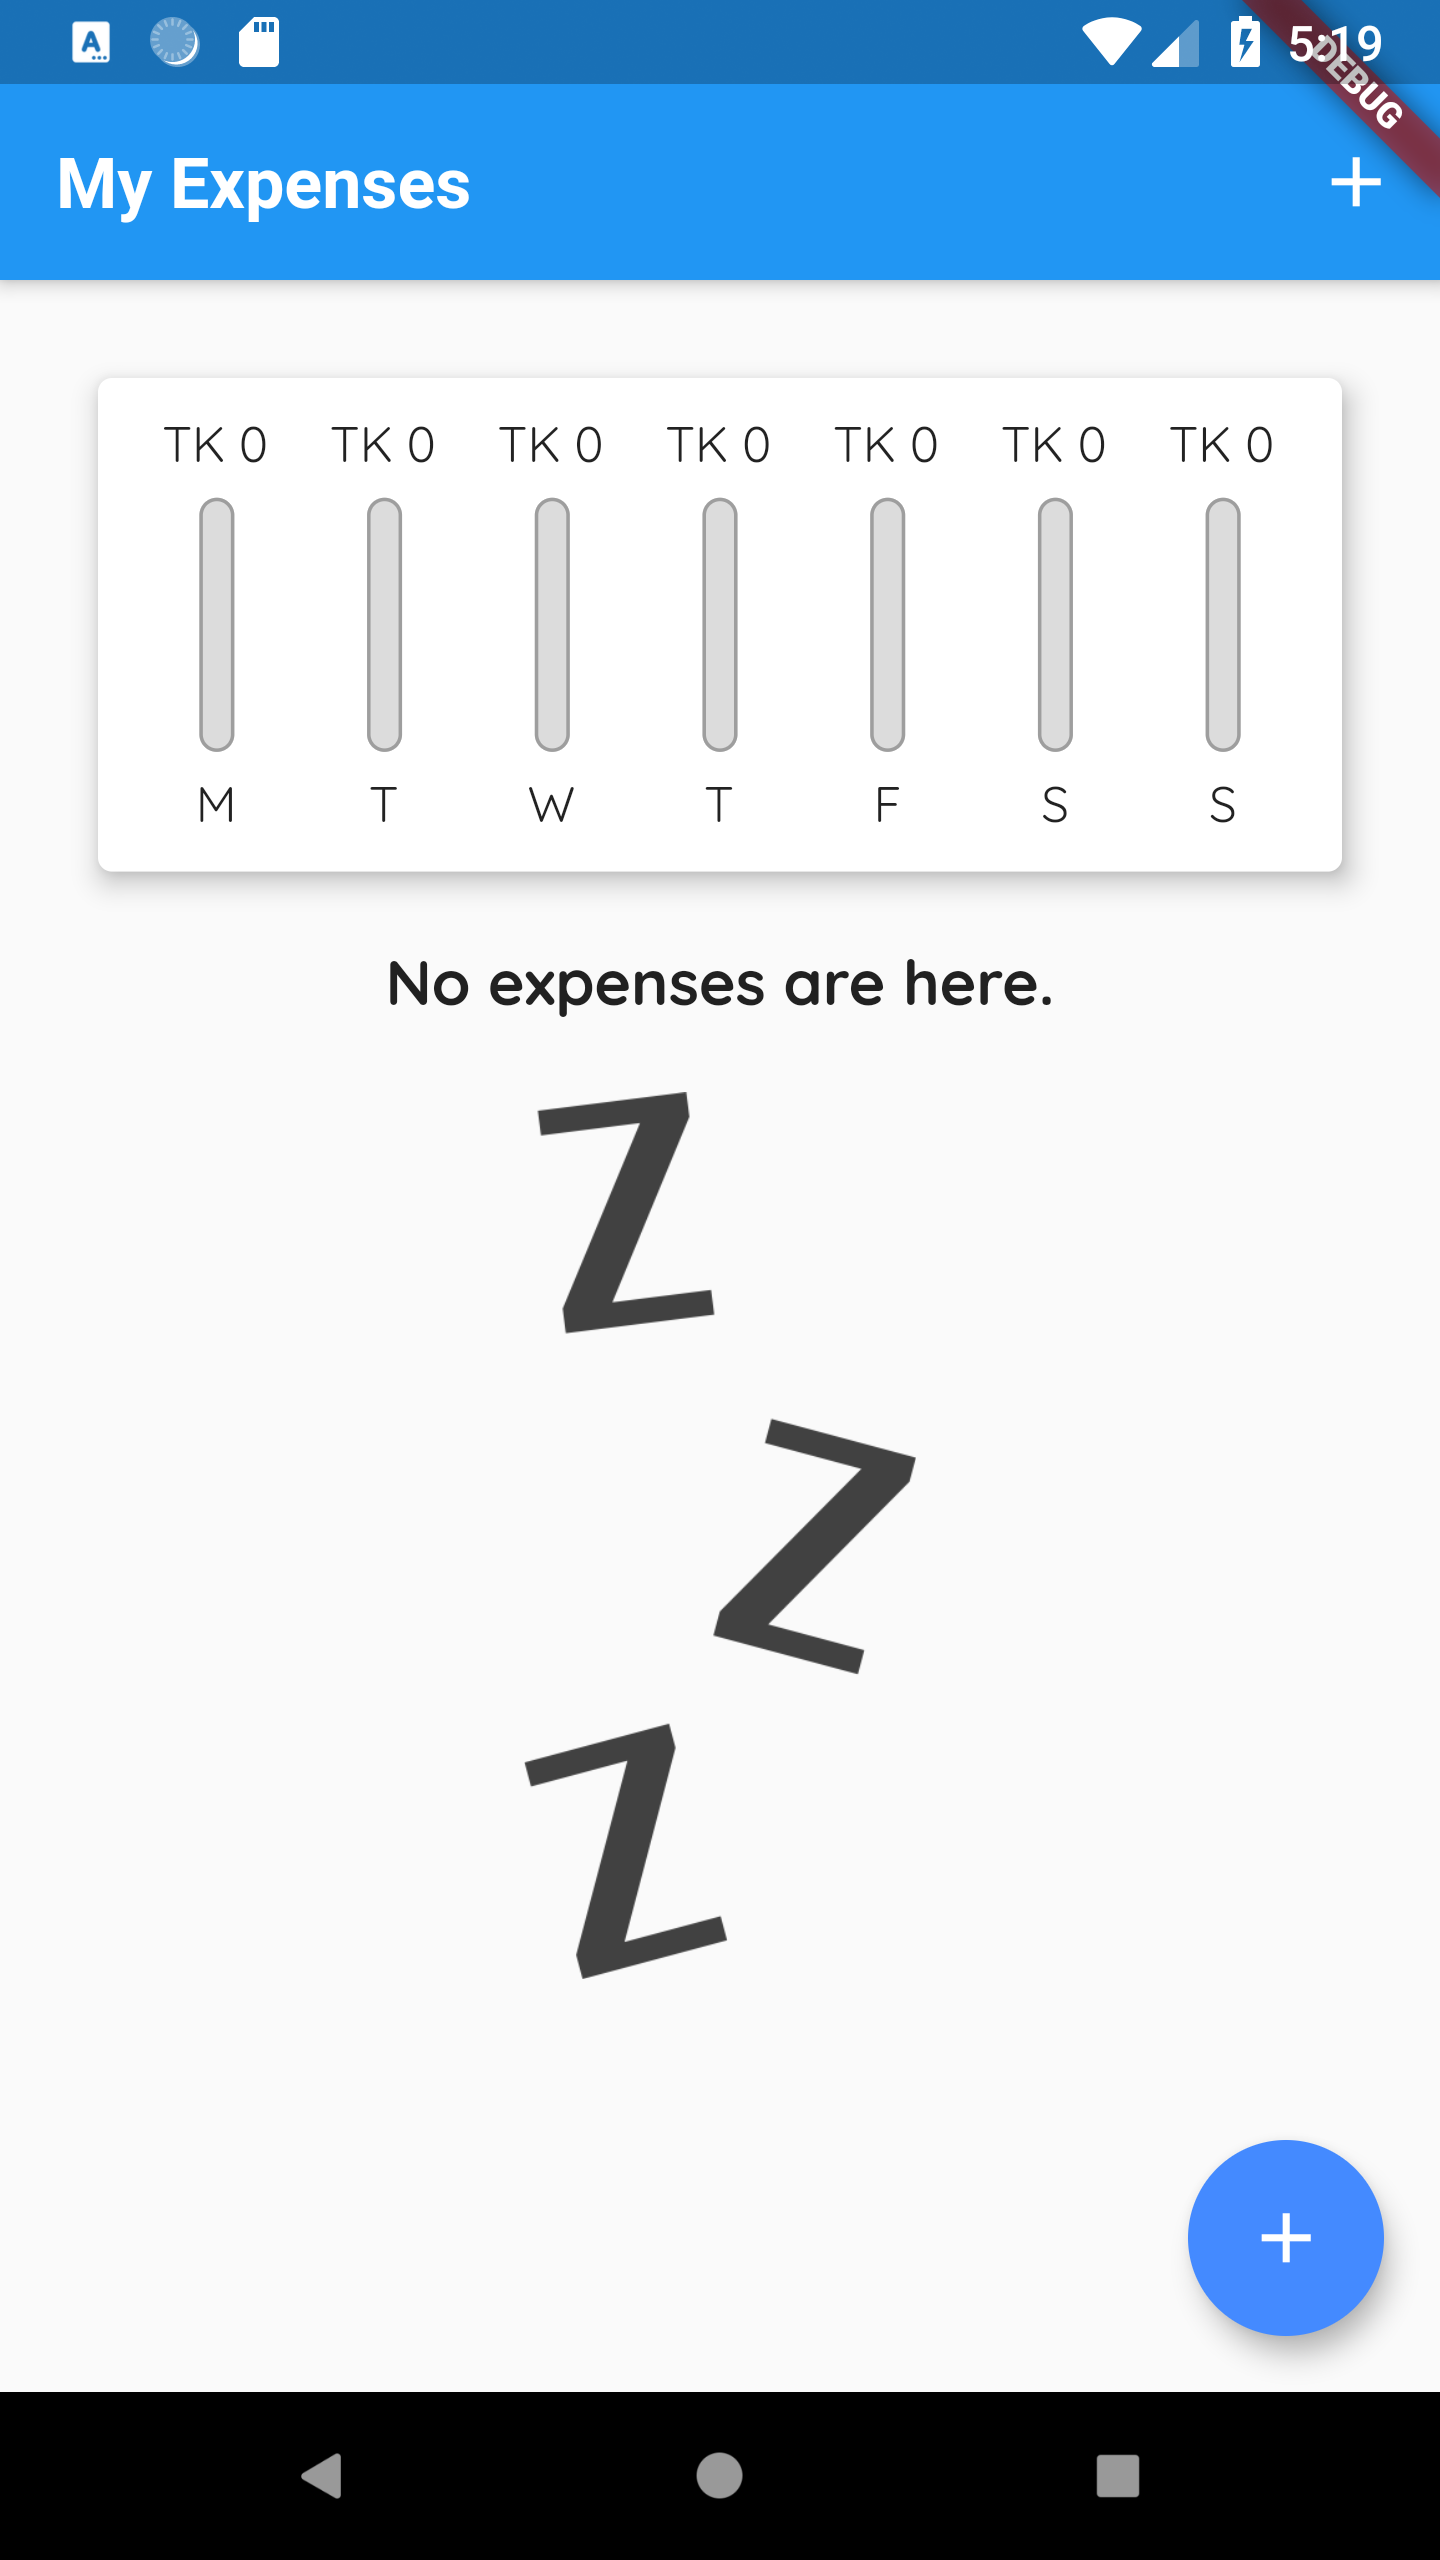 A
5:19
DEBUG
My Expenses
TK 0 TK 0 TK 0 TK 0 TK 0 TK 0 TK 0
M T W T F S S
No expenses are here.
Z
Z
Z